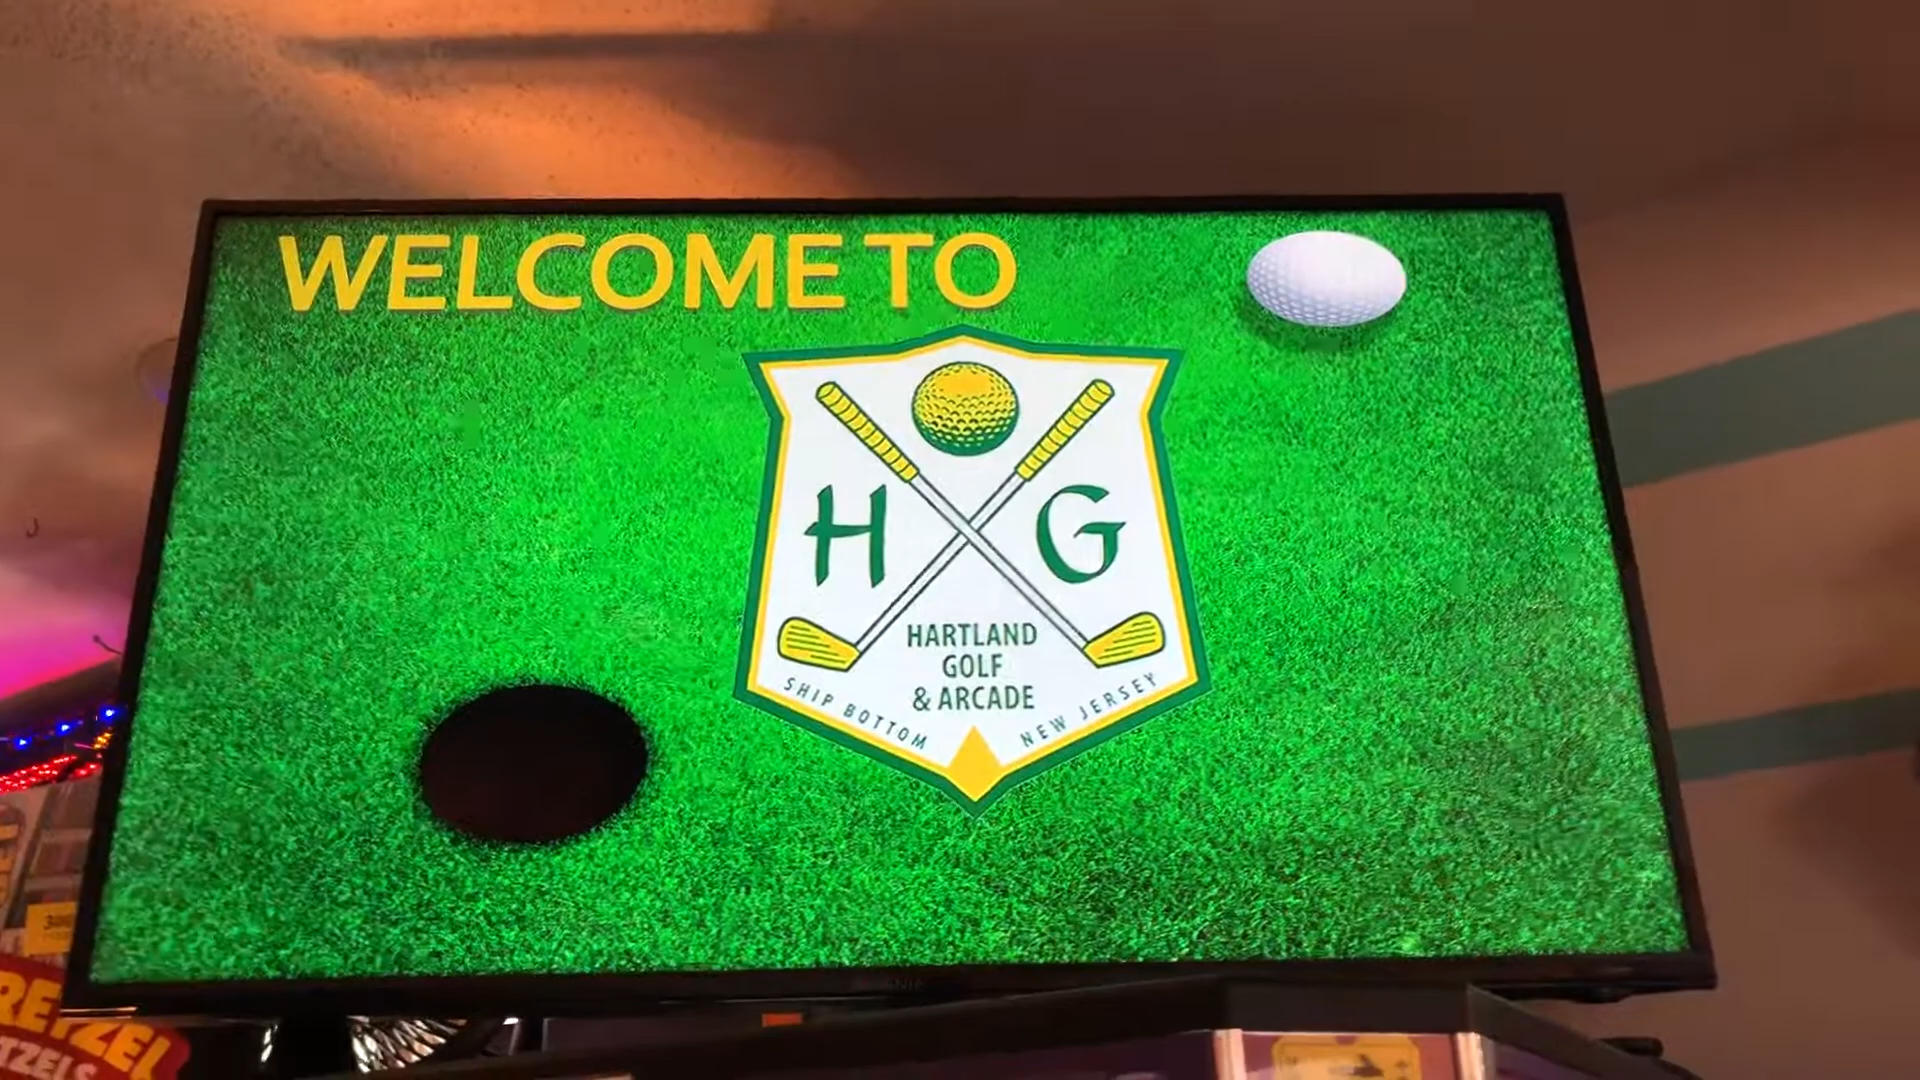 WELCOME TO
H G
HARTLAND
GOLF
& ARCADE
SHIP BOTTOM NEW JERSEY